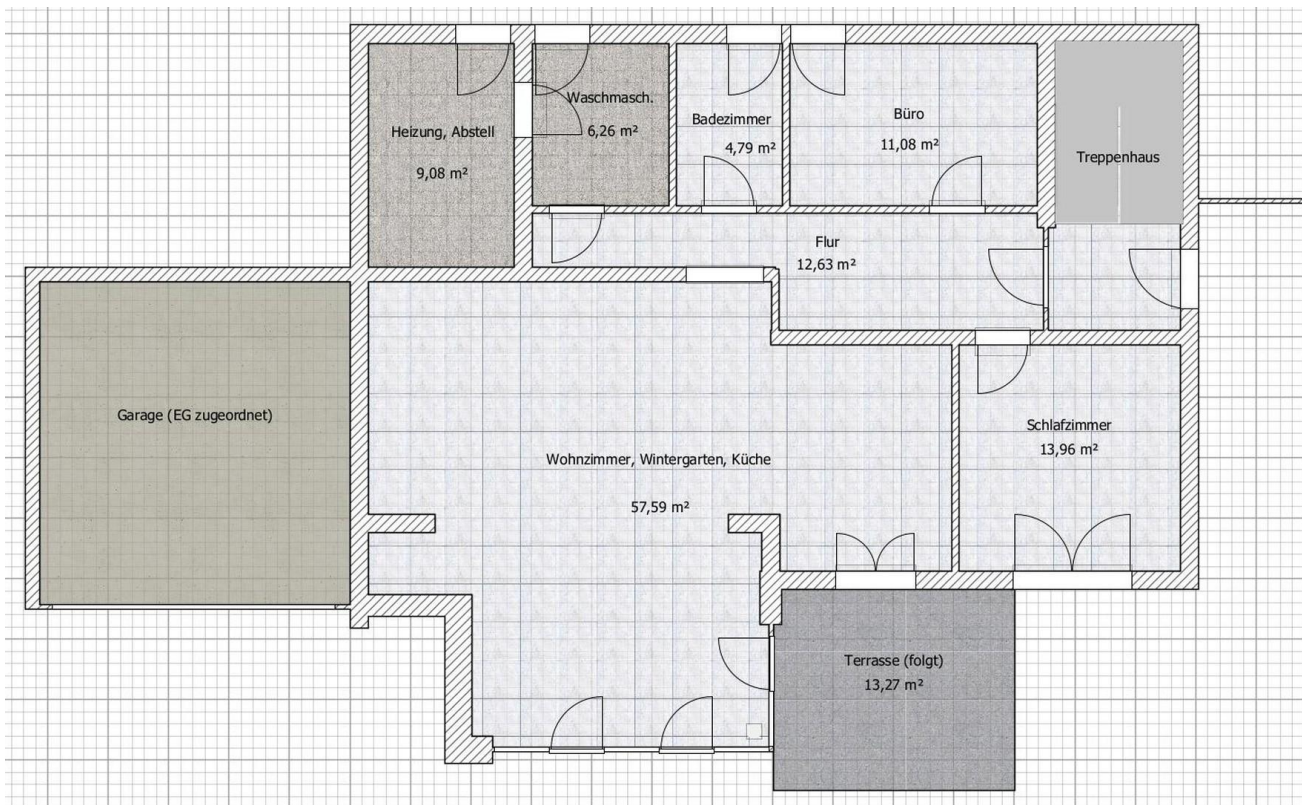 Heizung, Abstell
9,08 m²
Waschmasch.
6,26 m²
Badezimmer
4,79 m²
Büro
11,08 m²
Treppenhaus
Flur
12,63 m²
Garage (EG zugeordnet)
Wohnzimmer, Wintergarten, Küche
57,59 m²
Schlafzimmer
13,96 m²
Terrasse (folgt)
13,27 m²